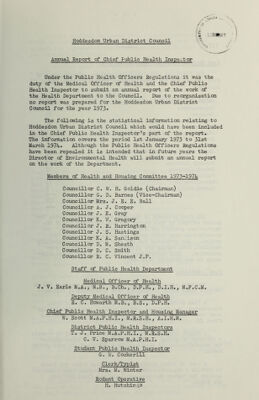 Hoddesdon Urban District Council
Annual Report of Chief Public Health Inspector
Under the Public Health Officers Regulations it was the
duty of the Medical Officer of Health and the Chief Public
Health Inspector to submit an annual report of the work of
the Health Department to the Council. Due to reorganisation
no report was prepared for the Hoddesdon Urban District
Council for the year 1973.
The following is the statistical information relating to
Hoddesdon Urban District Council which would have been included
in the Chief Public Health Inspector's part of the report.
The information covers the period 1st January 1973 to 31st
March 1974. Although the Public Health Officers Regulations
have been repealed it is intended that in future years the
Director of Environmental Health will submit an annual report
on the work of the Department.
Members of Health and Housing Committee 1973-1974
Councillor C. W. H. Goldie (Chairman)
Councillor G. D. Barnes (Vice-Chairman)
Councillor Mrs. J. E. E. Hall
Councillor A. J. Cooper
Councillor J. E. Gray
Councillor K. V. Gregory
Councillor J. R. Harrington
Councillor J. C. Hastings
Councillor K. A. Sanlison
Councillor D. W. Sheath
Councillor D. C. Smith
Councillor E. C. Vincent J.P.
Staff of Public Health Department
Medical Officer of Health
J. V. Earle M.A., M.B., B.Ch., D.P.H., D.I.H., M.F.C.M.
Deputy Medical Officer of Health
E. C. Howarth M.B., B.S., D.P.H.
Chief Public Health Inspector and Housing Manager
W. Scott M.A.P.H.I., M.R.S.H., A.I.H.M.
District Public Health Inspectors
T. J. Price M.A.P.H.I., M.R.S.H.
C. V. Sparrow M.A.P.H.I.
Student Public Health Inspector
G. R. Cockerill
Clerk/Typist
Mrs. M. Winter
Rodent Operative
H. Hutchings